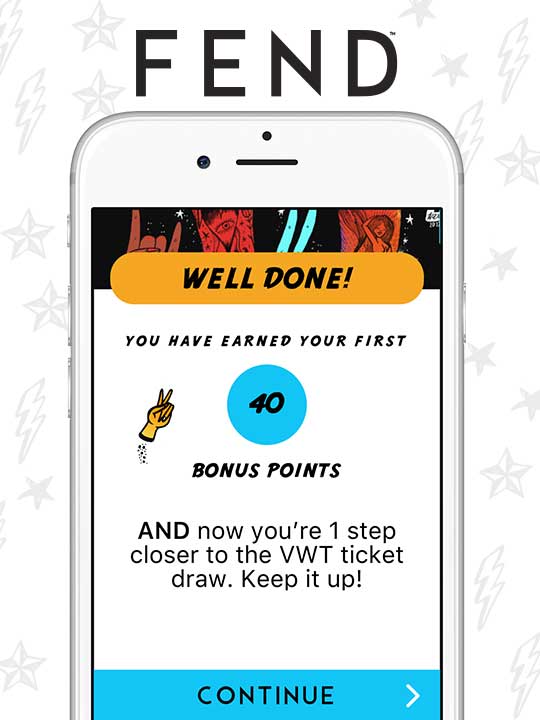 FEND™
WELL DONE!
YOU HAVE EARNED YOUR FIRST
40
BONUS POINTS
AND now you're 1 step
closer to the VWT ticket
draw. Keep it up!
CONTINUE